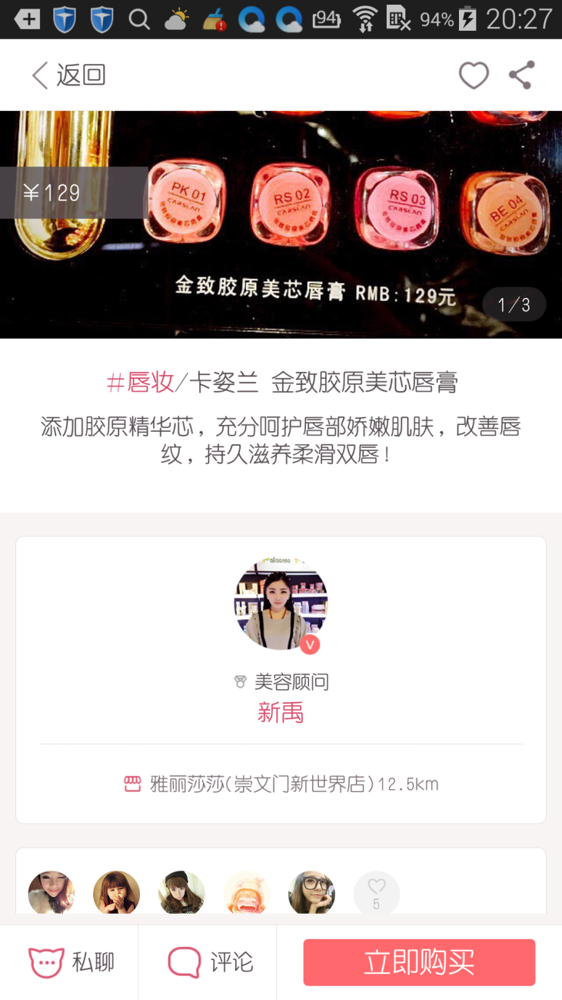 94 94% 20:27
返回
¥129
PK 01
CARSLAN
RS 02
CARSLAN
RS 03
CARSLAN
BE 04
CARSLAN
金致胶原美芯唇膏 RMB:129元
1/3
#唇妆/卡姿兰 金致胶原美芯唇膏
添加胶原精华芯，充分呵护唇部娇嫩肌肤，改善唇
纹，持久滋养柔滑双唇！
V
美容顾问
新禹
雅丽莎莎(崇文门新世界店)12.5km
5
私聊
评论
立即购买